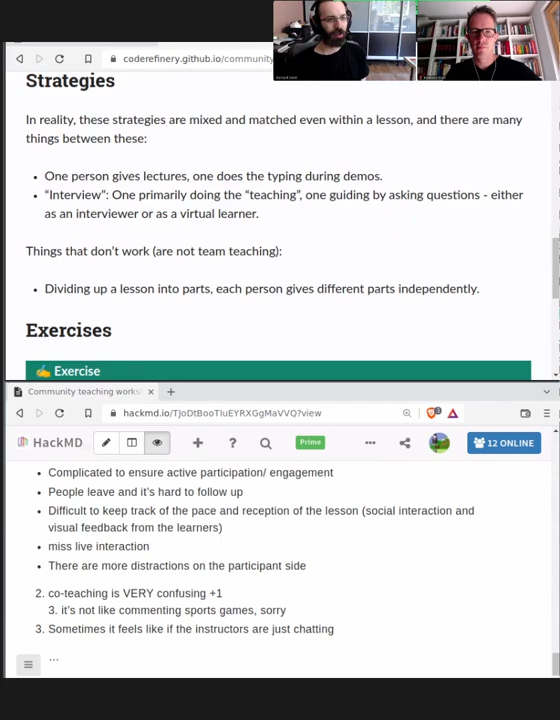 coderefinery.github.io/community
Strategies
In reality, these strategies are mixed and matched even within a lesson, and there are many
things between these:
• One person gives lectures, one does the typing during demos.
• “Interview”: One primarily doing the “teaching”, one guiding by asking questions - either
as an interviewer or as a virtual learner.
Things that don’t work (are not team teaching):
• Dividing up a lesson into parts, each person gives different parts independently.
Exercises
✍ Exercise
Community teaching works
hackmd.io/TJoDtBooTIuEYRXGgMaVVQ?view
HackMD
Prime
12 ONLINE
• Complicated to ensure active participation/ engagement
• People leave and it’s hard to follow up
• Difficult to keep track of the pace and reception of the lesson (social interaction and
visual feedback from the learners)
• miss live interaction
• There are more distractions on the participant side
2. co-teaching is VERY confusing +1
3. it’s not like commenting sports games, sorry
3. Sometimes it feels like if the instructors are just chatting
…